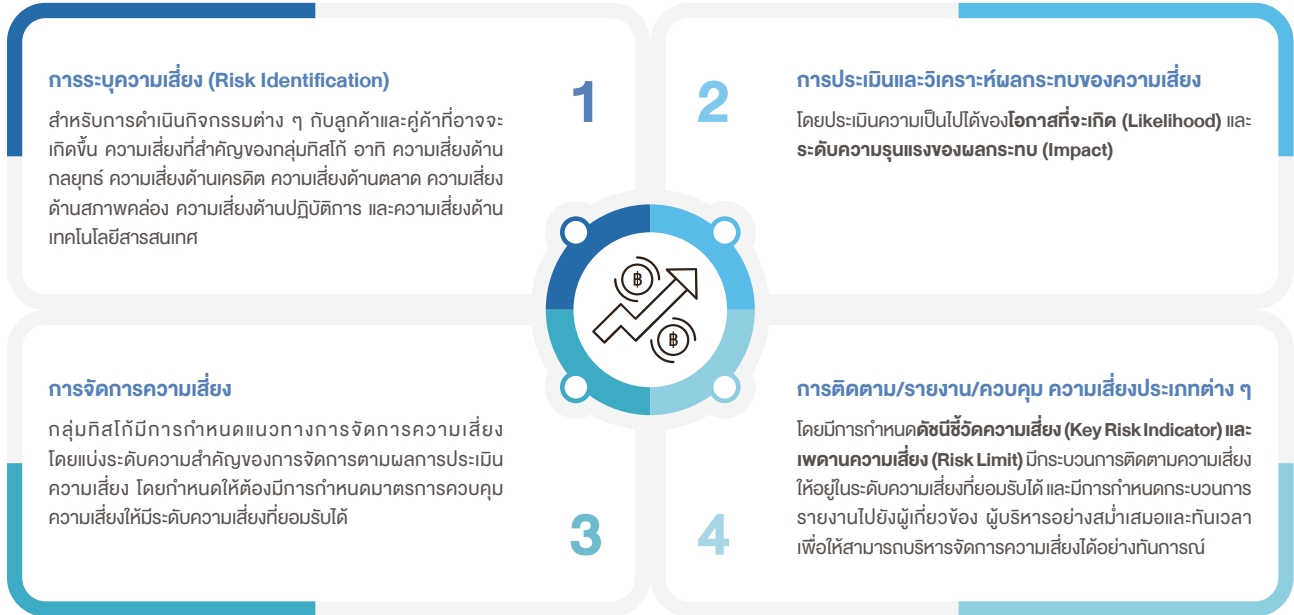 การระบุความเสี่ยง (Risk Identification)
สำหรับการดำเนินกิจกรรมต่าง ๆ กับลูกค้าและคู่ค้าที่อาจจะ
เกิดขึ้น ความเสี่ยงที่สำคัญของกลุ่มทิสโก้ อาทิ ความเสี่ยงด้าน
กลยุทธ์ ความเสี่ยงด้านเครดิต ความเสี่ยงด้านตลาด ความเสี่ยง
ด้านสภาพคล่อง ความเสี่ยงด้านปฏิบัติการ และความเสี่ยงด้าน
เทคโนโลยีสารสนเทศ
1
2
การประเมินและวิเคราะห์ผลกระทบของความเสี่ยง
โดยประเมินความเป็นไปได้ของโอกาสที่จะเกิด (Likelihood) และ
ระดับความรุนแรงของผลกระทบ (Impact)
฿
฿
การจัดการความเสี่ยง
กลุ่มทิสโก้มีการกำหนดแนวทางการจัดการความเสี่ยง
โดยแบ่งระดับความสำคัญของการจัดการตามผลการประเมิน
ความเสี่ยง โดยกำหนดให้ต้องมีการกำหนดมาตรการควบคุม
ความเสี่ยงให้มีระดับความเสี่ยงที่ยอมรับได้
3
4
การติดตาม/รายงาน/ควบคุม ความเสี่ยงประเภทต่าง ๆ
โดยมีการกำหนดดัชนีชี้วัดความเสี่ยง (Key Risk Indicator) และ
เพดานความเสี่ยง (Risk Limit) มีกระบวนการติดตามความเสี่ยง
ให้อยู่ในระดับความเสี่ยงที่ยอมรับได้ และมีการกำหนดกระบวนการ
รายงานไปยังผู้เกี่ยวข้อง ผู้บริหารอย่างสม่ำเสมอและทันเวลา
เพื่อให้สามารถบริหารจัดการความเสี่ยงได้อย่างทันการณ์